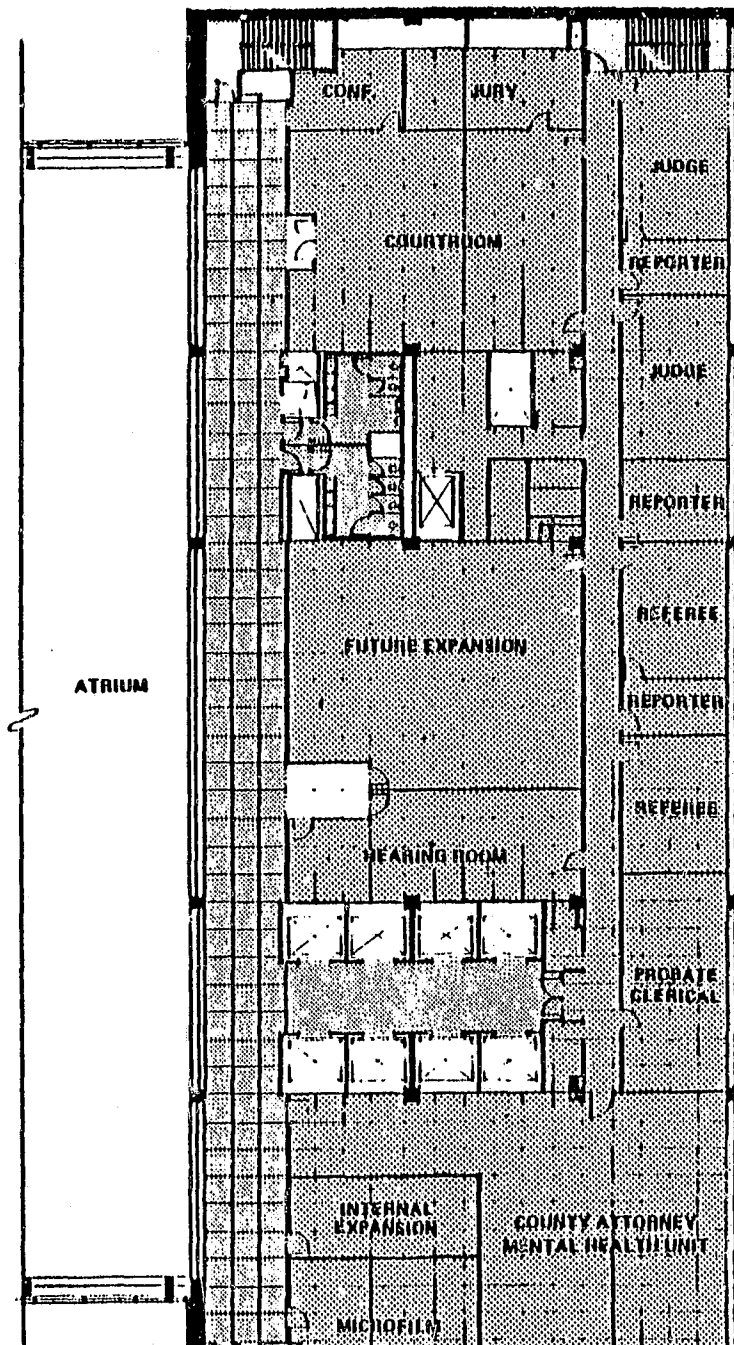 CONF.
JURY
JUDGE
COURTROOM
REPORTER
JUDGE
REPORTER
REFEREE
FUTURE EXPANSION
ATRIUM
REPORTER
REFEREE
HEARING ROOM
PROBATE
CLERICAL
INTERNAL
EXPANSION
COUNTY ATTORNEY
MENTAL HEALTH UNIT
MICROFILM